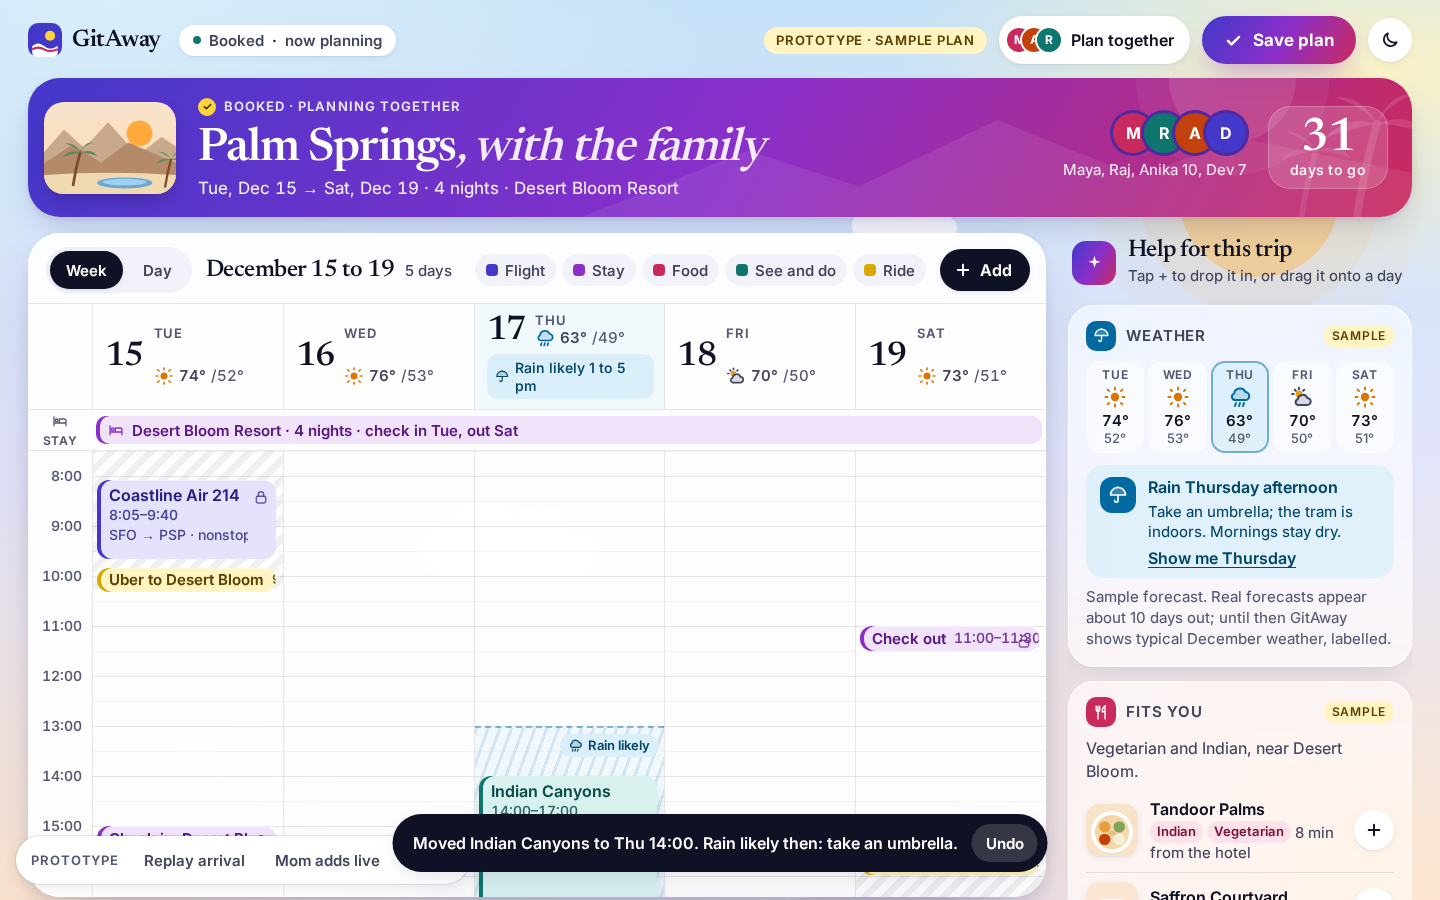 GitAway
Booked · now planning
PROTOTYPE · SAMPLE PLAN
M A R Plan together
Save plan
BOOKED · PLANNING TOGETHER
Palm Springs, with the family
Tue, Dec 15 → Sat, Dec 19 · 4 nights · Desert Bloom Resort
M R A D
Maya, Raj, Anika 10, Dev 7
31
days to go
Week Day
December 15 to 19 5 days
Flight Stay Food See and do Ride
+ Add
15 TUE
74° /52°
16 WED
76° /53°
17 THU
63° /49°
Rain likely 1 to 5
pm
18 FRI
70° /50°
19 SAT
73° /51°
STAY
Desert Bloom Resort · 4 nights · check in Tue, out Sat
8:00
9:00
10:00
11:00
12:00
13:00
14:00
15:00
Coastline Air 214
8:05–9:40
SFO → PSP · nonstop
Uber to Desert Bloom
Check out 11:00–11:30
Rain likely
Indian Canyons
14:00–17:00
PROTOTYPE Replay arrival Mom adds live
Moved Indian Canyons to Thu 14:00. Rain likely then: take an umbrella. Undo
Help for this trip
Tap + to drop it in, or drag it onto a day
WEATHER SAMPLE
TUE WED THU FRI SAT
74° 76° 63° 70° 73°
52° 53° 49° 50° 51°
Rain Thursday afternoon
Take an umbrella; the tram is
indoors. Mornings stay dry.
Show me Thursday
Sample forecast. Real forecasts appear
about 10 days out; until then GitAway
shows typical December weather, labelled.
FITS YOU SAMPLE
Vegetarian and Indian, near Desert
Bloom.
Tandoor Palms
Indian Vegetarian 8 min
from the hotel
+
Saffron Courtyard